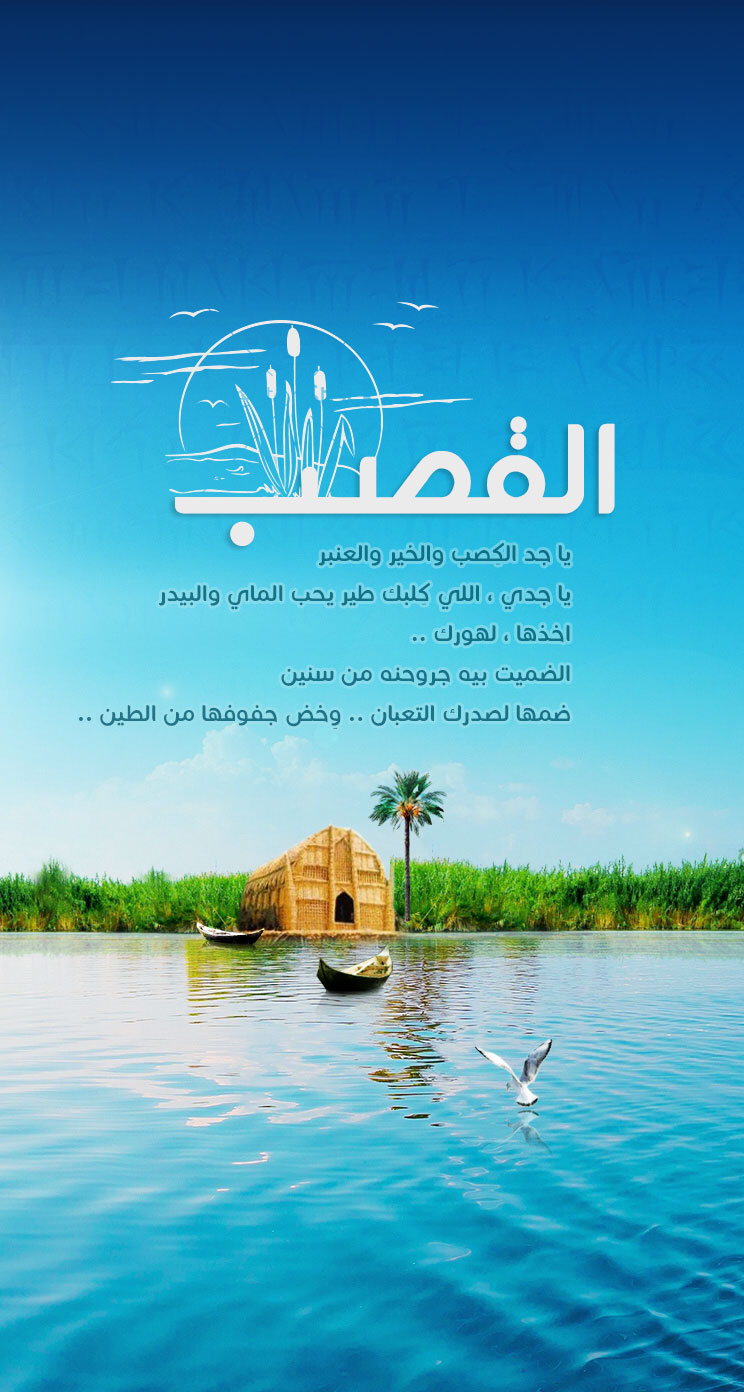 القصب
يا جد الكِصب والخير والعنبر
يا جدي ، اللي كِلبك طير يحب الماي والبيدر
اخذها ، لهورك ..
الضميت بيه جروحنه من سنين
ضمها لصدرك التعبان .. وِخض جفوفها من الطين ..